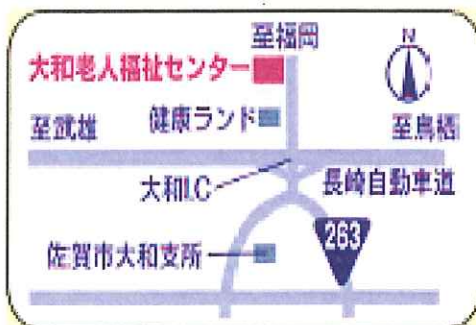 至福岡
N
大和老人福祉センター
至武雄
健康ランド
至鳥栖
大和I.C
長崎自動車道
263
佐賀市大和支所